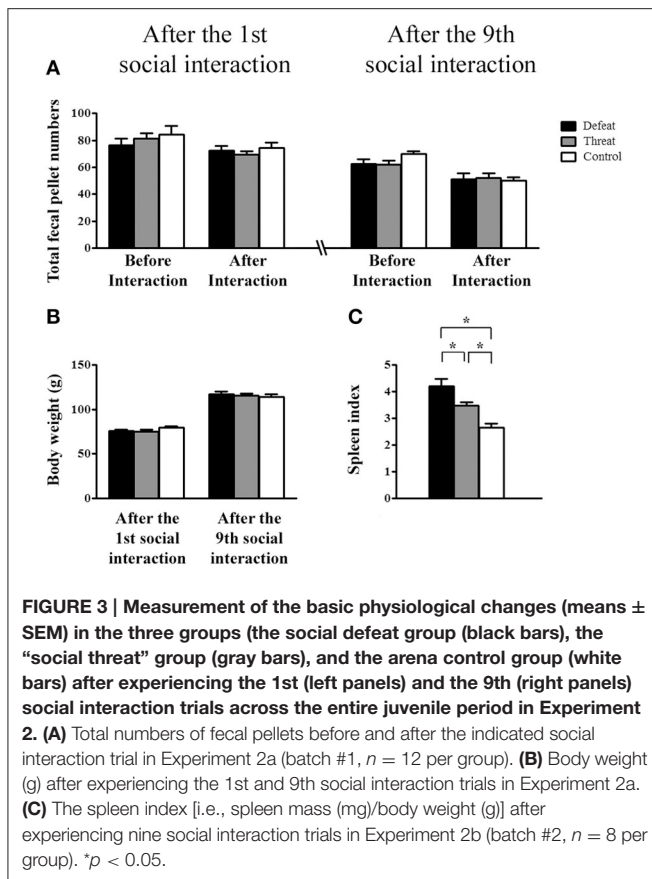 After the 1st
social interaction
After the 9th
social interaction
A
Total fecal pellet numbers
100
80
60
40
20
0
Defeat
Threat
Control
Before
Interaction
After
Interaction
Before
Interaction
After
Interaction
B
Body weight (g)
150
100
50
0
After the
1st social
interaction
After the
9th social
interaction
C
Spleen index
5
4
3
2
1
0
*
* *
FIGURE 3 | Measurement of the basic physiological changes (means ±
SEM) in the three groups (the social defeat group (black bars), the
“social threat” group (gray bars), and the arena control group (white
bars) after experiencing the 1st (left panels) and the 9th (right panels)
social interaction trials across the entire juvenile period in Experiment
2. (A) Total numbers of fecal pellets before and after the indicated social
interaction trial in Experiment 2a (batch #1, n = 12 per group). (B) Body weight
(g) after experiencing the 1st and 9th social interaction trials in Experiment 2a.
(C) The spleen index [i.e., spleen mass (mg)/body weight (g)] after
experiencing nine social interaction trials in Experiment 2b (batch #2, n = 8 per
group). *p < 0.05.